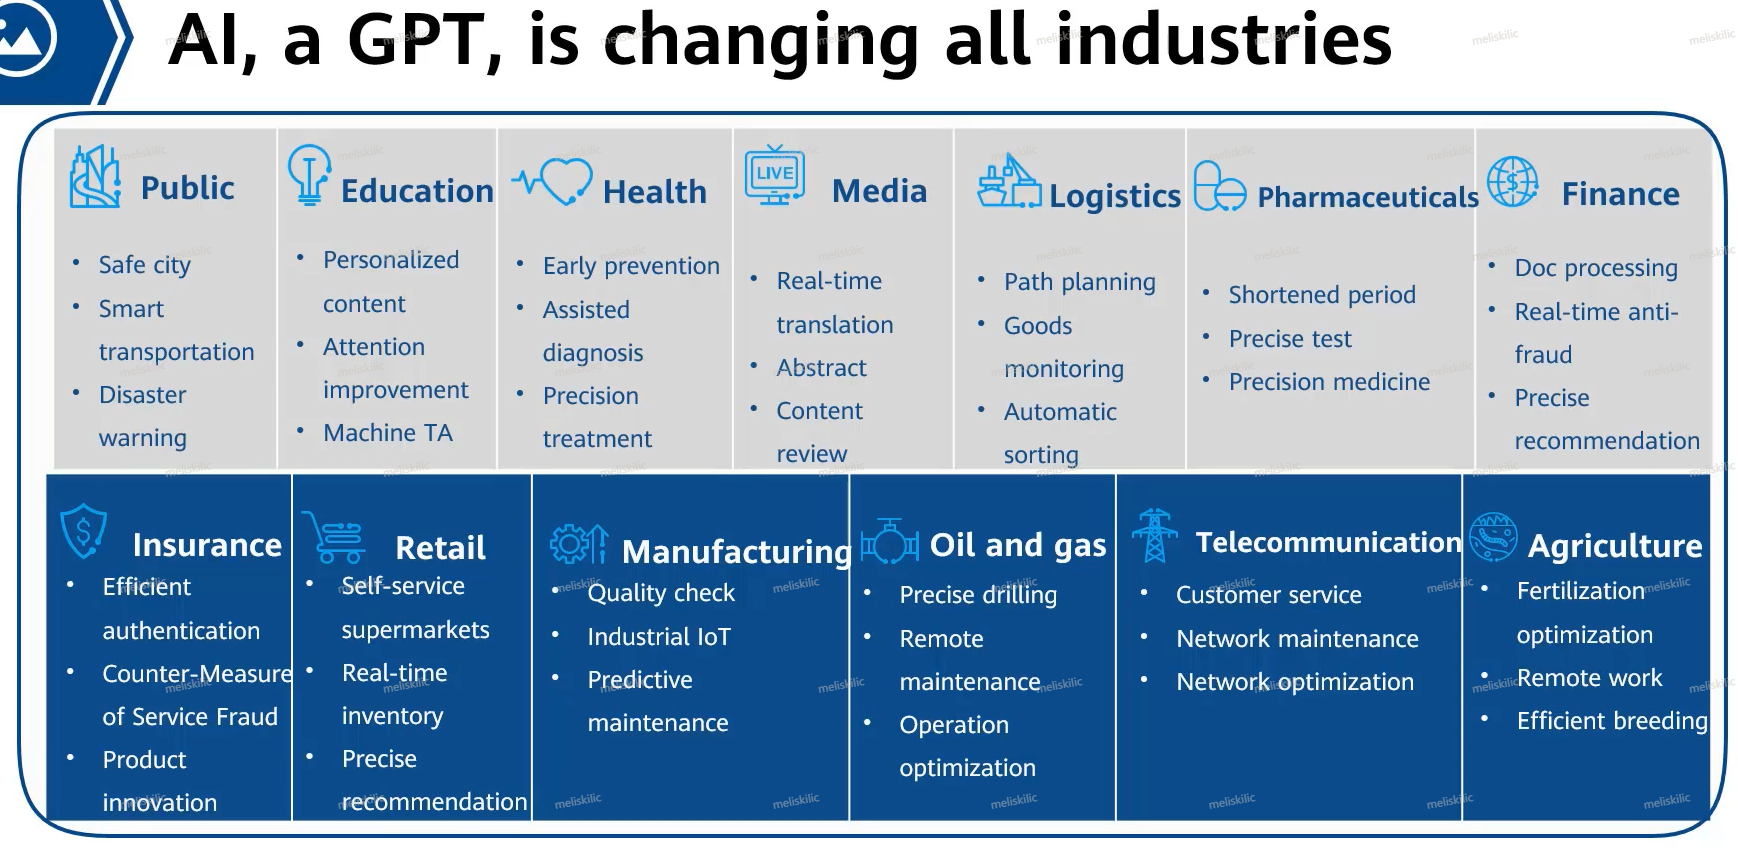 AI, a GPT, is changing all industries
Public
• Safe city
• Smart
transportation
• Disaster
warning
Education
• Personalized
content
• Attention
improvement
• Machine TA
Health
• Early prevention
• Assisted
diagnosis
• Precision
treatment
LIVE
Media
• Real-time
translation
• Abstract
• Content
review
Logistics
• Path planning
• Goods
monitoring
• Automatic
sorting
Pharmaceuticals
• Shortened period
• Precise test
• Precision medicine
$
Finance
• Doc processing
• Real-time anti-
fraud
• Precise
recommendation
$
Insurance
• Efficient
authentication
• Counter-Measure
of Service Fraud
• Product
innovation
Retail
• Self-service
supermarkets
• Real-time
inventory
• Precise
recommendation
Manufacturing
• Quality check
• Industrial IoT
• Predictive
maintenance
Oil and gas
• Precise drilling
• Remote
maintenance
• Operation
optimization
Telecommunication
• Customer service
• Network maintenance
• Network optimization
Agriculture
• Fertilization
optimization
• Remote work
• Efficient breeding
meliskilic